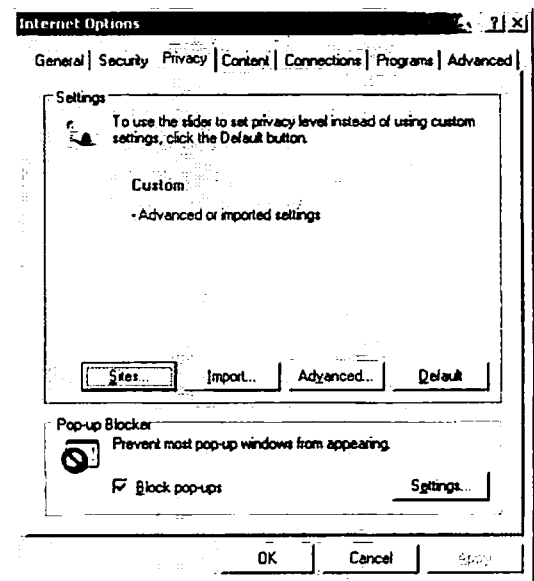 Internet Options
General Security Privacy Content Connections Programs Advanced
Settings
To use the slider to set privacy level instead of using custom
settings, click the Default button.
Custom
- Advanced or imported settings
Sites... Import... Advanced... Default
Pop-up Blocker
Prevent most pop-up windows from appearing.
Block pop-ups Settings...
OK Cancel Apply